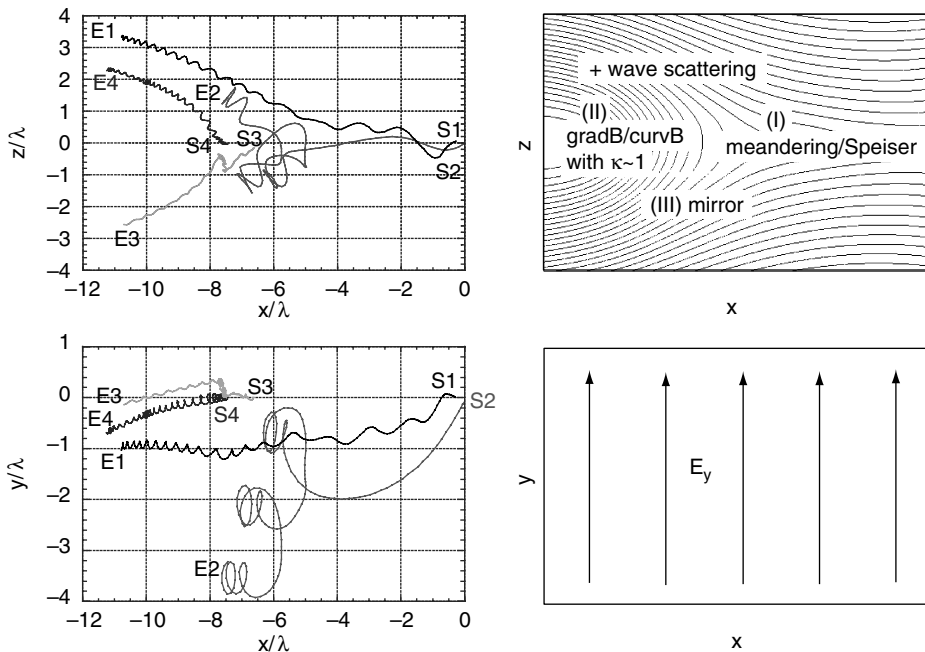 4
3
2
1
0
−1
−2
−3
−4
z/λ
E1
E4
E2
S4
S3
S1
S2
E3
−12
−10
−8
−6
−4
−2
0
x/λ
+ wave scattering
(II)
gradB/curvB
with κ~1
(I)
meandering/Speiser
(III) mirror
z
x
1
0
−1
−2
−3
−4
y/λ
E3
E4
E1
S3
S4
S1
S2
E2
−12
−10
−8
−6
−4
−2
0
x/λ
y
Ey
x